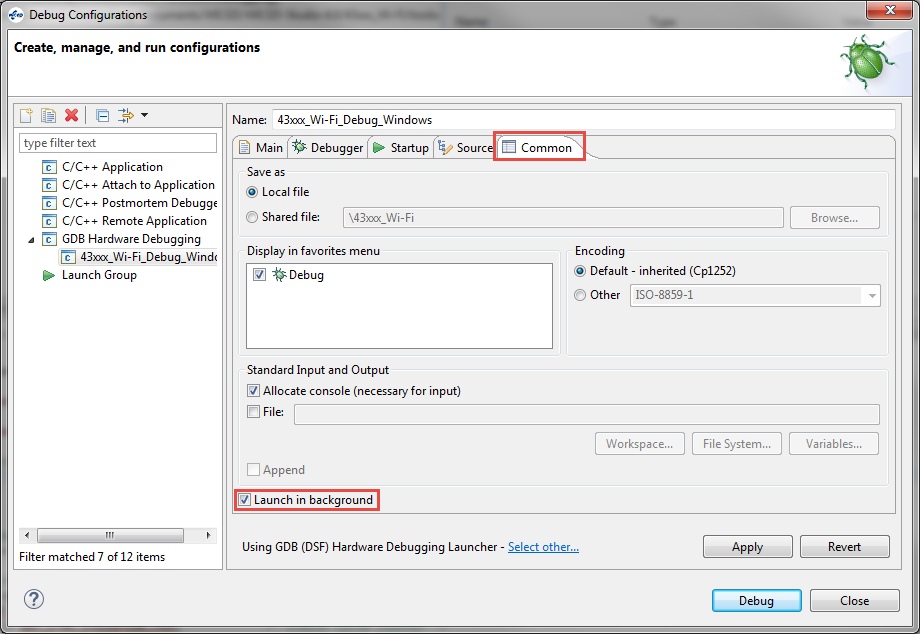 Debug Configurations
Create, manage, and run configurations
type filter text
C/C++ Application
C/C++ Attach to Application
C/C++ Postmortem Debugge
C/C++ Remote Application
GDB Hardware Debugging
43xxx_Wi-Fi_Debug_Windo
Launch Group
Filter matched 7 of 12 items
Name: 43xxx_Wi-Fi_Debug_Windows
Main Debugger Startup Source Common
Save as
Local file
Shared file: \43xxx_Wi-Fi Browse...
Display in favorites menu
Debug
Encoding
Default - inherited (Cp1252)
Other ISO-8859-1
Standard Input and Output
Allocate console (necessary for input)
File:
Workspace... File System... Variables...
Append
Launch in background
Using GDB (DSF) Hardware Debugging Launcher - Select other...
Apply Revert
Debug Close